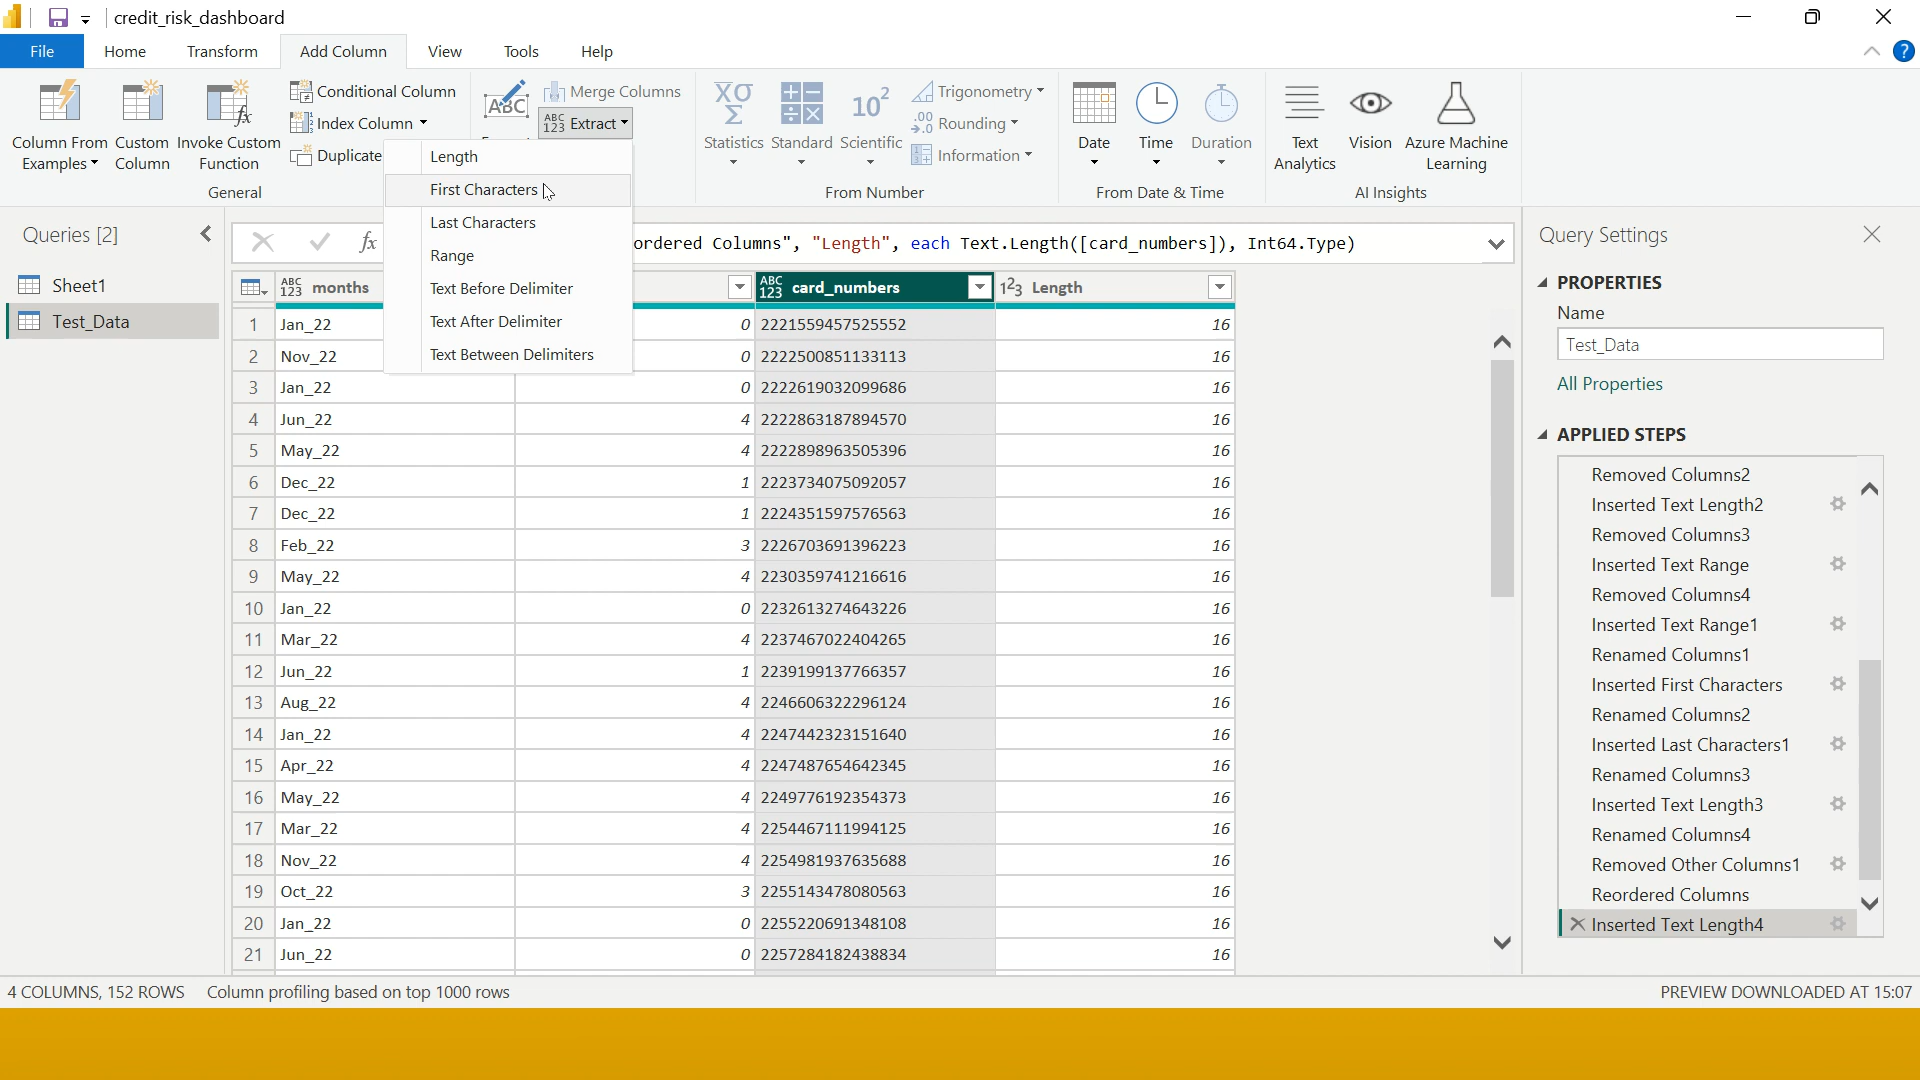 credit_risk_dashboard
File Home Transform Add Column View Tools Help
Column From Examples
Custom Column
Invoke Custom Function
Conditional Column
Index Column
Duplicate
General
ABC
Merge Columns
ABC 123 Extract
Length
First Characters
Last Characters
Range
Text Before Delimiter
Text After Delimiter
Text Between Delimiters
XΟ Σ Statistics
Standard
10² Scientific
Trigonometry
.00 Rounding
Information
From Number
Date
Time
Duration
From Date & Time
Text Analytics
Vision
Azure Machine Learning
AI Insights
Queries [2]
Sheet1
Test_Data
fx
ordered Columns", "Length", each Text.Length([card_numbers]), Int64.Type)
ABC 123 months ABC 123 card_numbers 1²3 Length
1 Jan_22 0 2221559457525552 16
2 Nov_22 0 2222500851133113 16
3 Jan_22 0 2222619032099686 16
4 Jun_22 4 2222863187894570 16
5 May_22 4 2222898963505396 16
6 Dec_22 1 2223734075092057 16
7 Dec_22 1 2224351597576563 16
8 Feb_22 3 2226703691396223 16
9 May_22 4 2230359741216616 16
10 Jan_22 0 2232613274643226 16
11 Mar_22 4 2237467022404265 16
12 Jun_22 1 2239199137766357 16
13 Aug_22 4 2246606322296124 16
14 Jan_22 4 2247442323151640 16
15 Apr_22 4 2247487654642345 16
16 May_22 4 2249776192354373 16
17 Mar_22 4 2254467111994125 16
18 Nov_22 4 2254981937635688 16
19 Oct_22 3 2255143478080563 16
20 Jan_22 0 2255220691348108 16
21 Jun_22 0 2257284182438834 16
Query Settings
PROPERTIES
Name
Test_Data
All Properties
APPLIED STEPS
Removed Columns2
Inserted Text Length2
Removed Columns3
Inserted Text Range
Removed Columns4
Inserted Text Range1
Renamed Columns1
Inserted First Characters
Renamed Columns2
Inserted Last Characters1
Renamed Columns3
Inserted Text Length3
Renamed Columns4
Removed Other Columns1
Reordered Columns
Inserted Text Length4
4 COLUMNS, 152 ROWS Column profiling based on top 1000 rows
PREVIEW DOWNLOADED AT 15:07